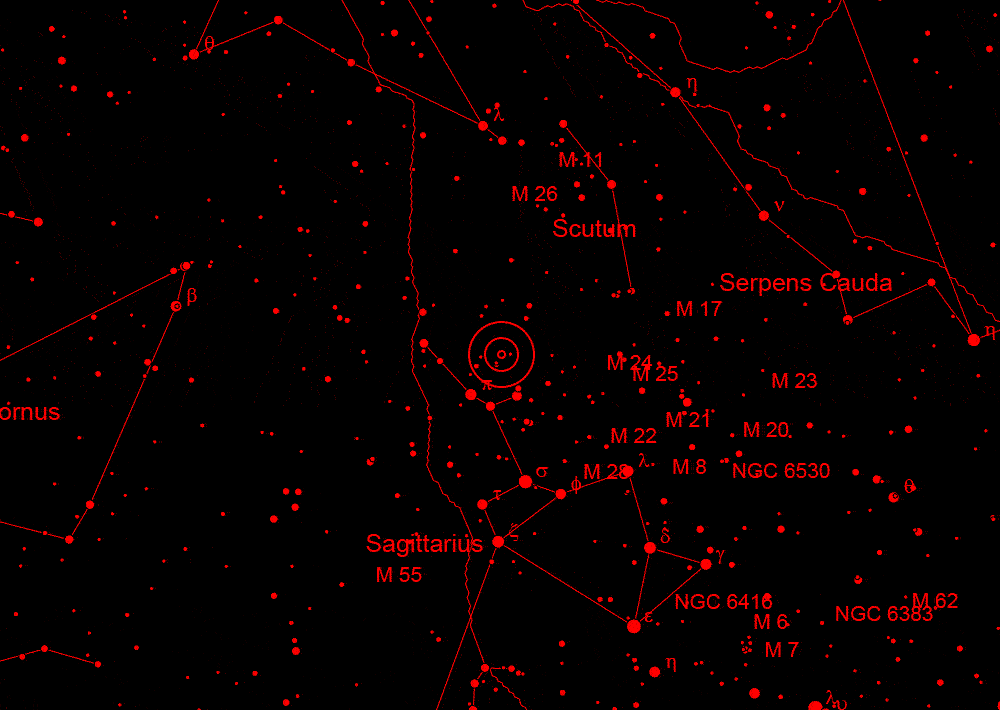 θ
λ
η
M 11
M 26
ν
Scutum
Serpens Cauda
β
M 17
η
M 24
M 25
π
M 23
ornus
M 21
M 20
M 22
σ
M 28
λ
M 8
NGC 6530
φ
τ
θ
ζ
Sagittarius
δ
γ
M 55
NGC 6416
M 62
NGC 6383
ε
M 6
M 7
η
λ
υ